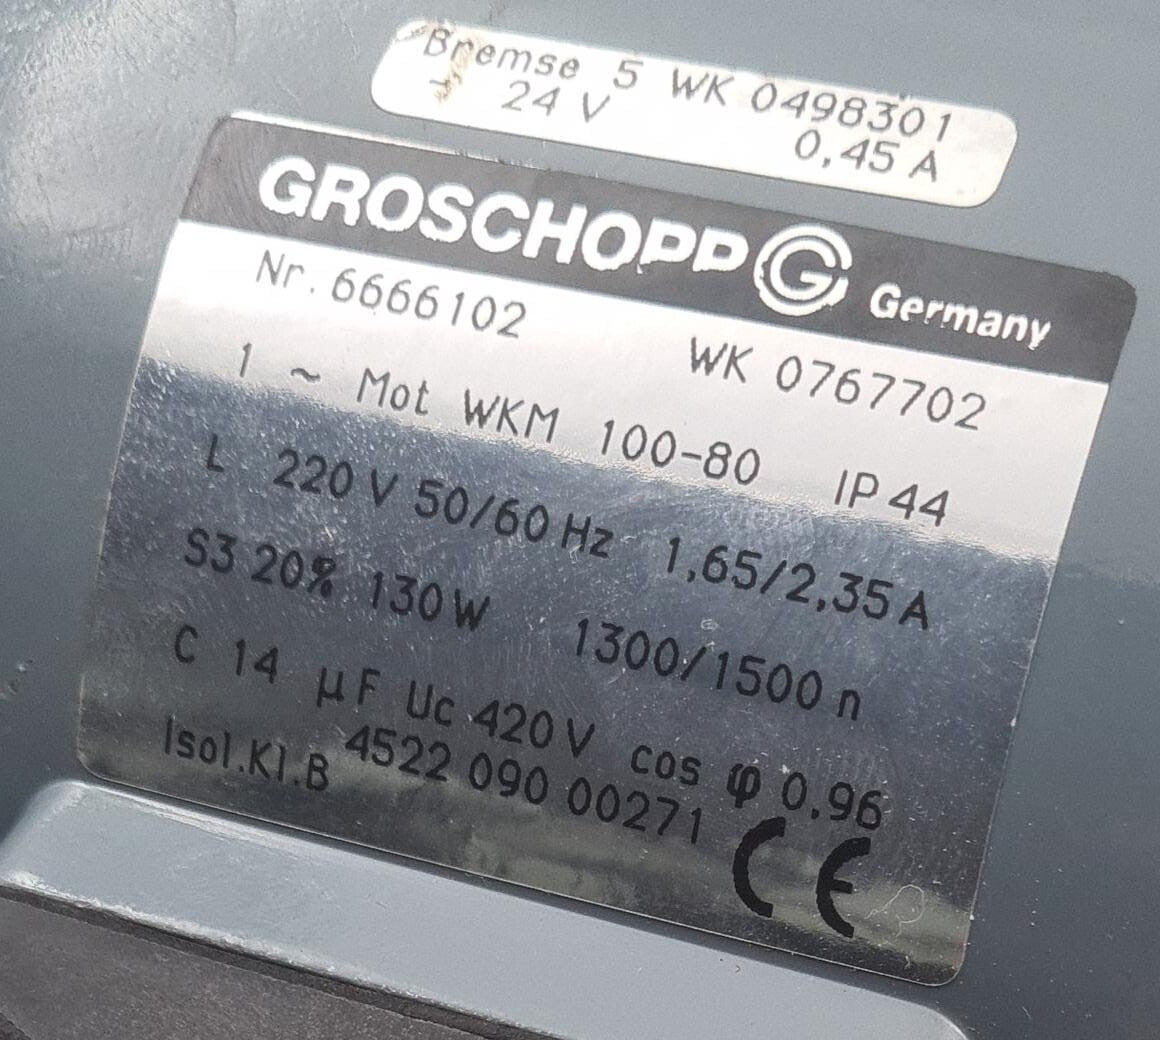 Bremse 5 WK 0498301
⎓ 24 V 0,45 A
GROSCHOPP G Germany
Nr. 6666102 WK 0767702
1 ~ Mot WKM 100-80 IP 44
L 220 V 50/60 Hz 1,65/2,35 A
S3 20% 130 W 1300/1500 n
C 14 µF Uc 420 V cos φ 0.96
Isol.Kl.B 4522 090 00271 CE